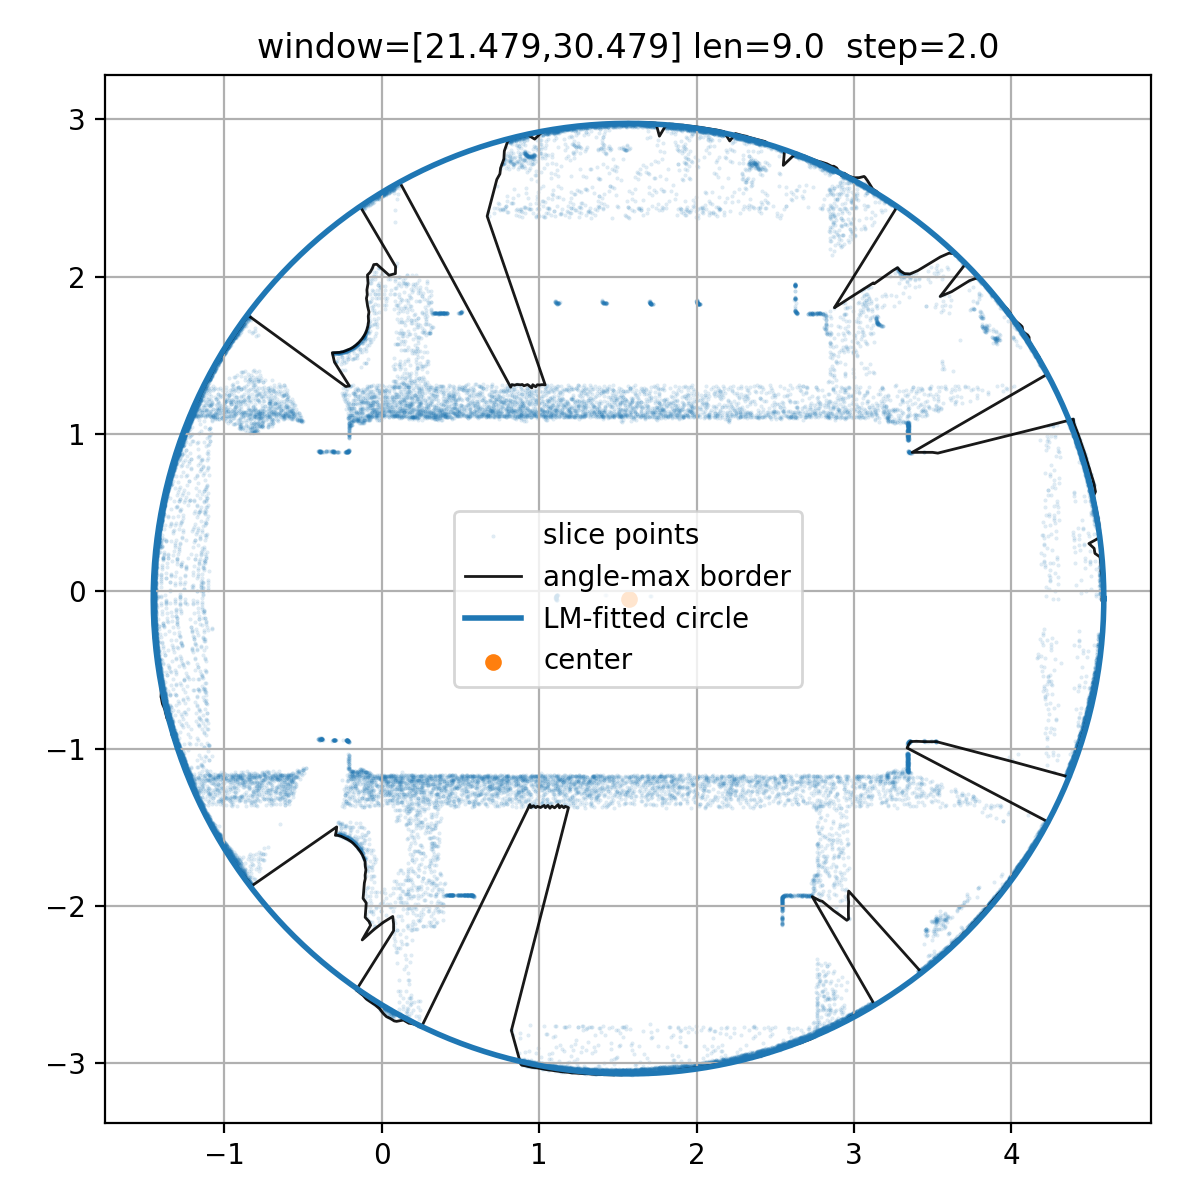 window=[21.479,30.479] len=9.0  step=2.0
3
2
1
0
−1
−2
−3
slice points
angle-max border
LM-fitted circle
center
−1
0
1
2
3
4